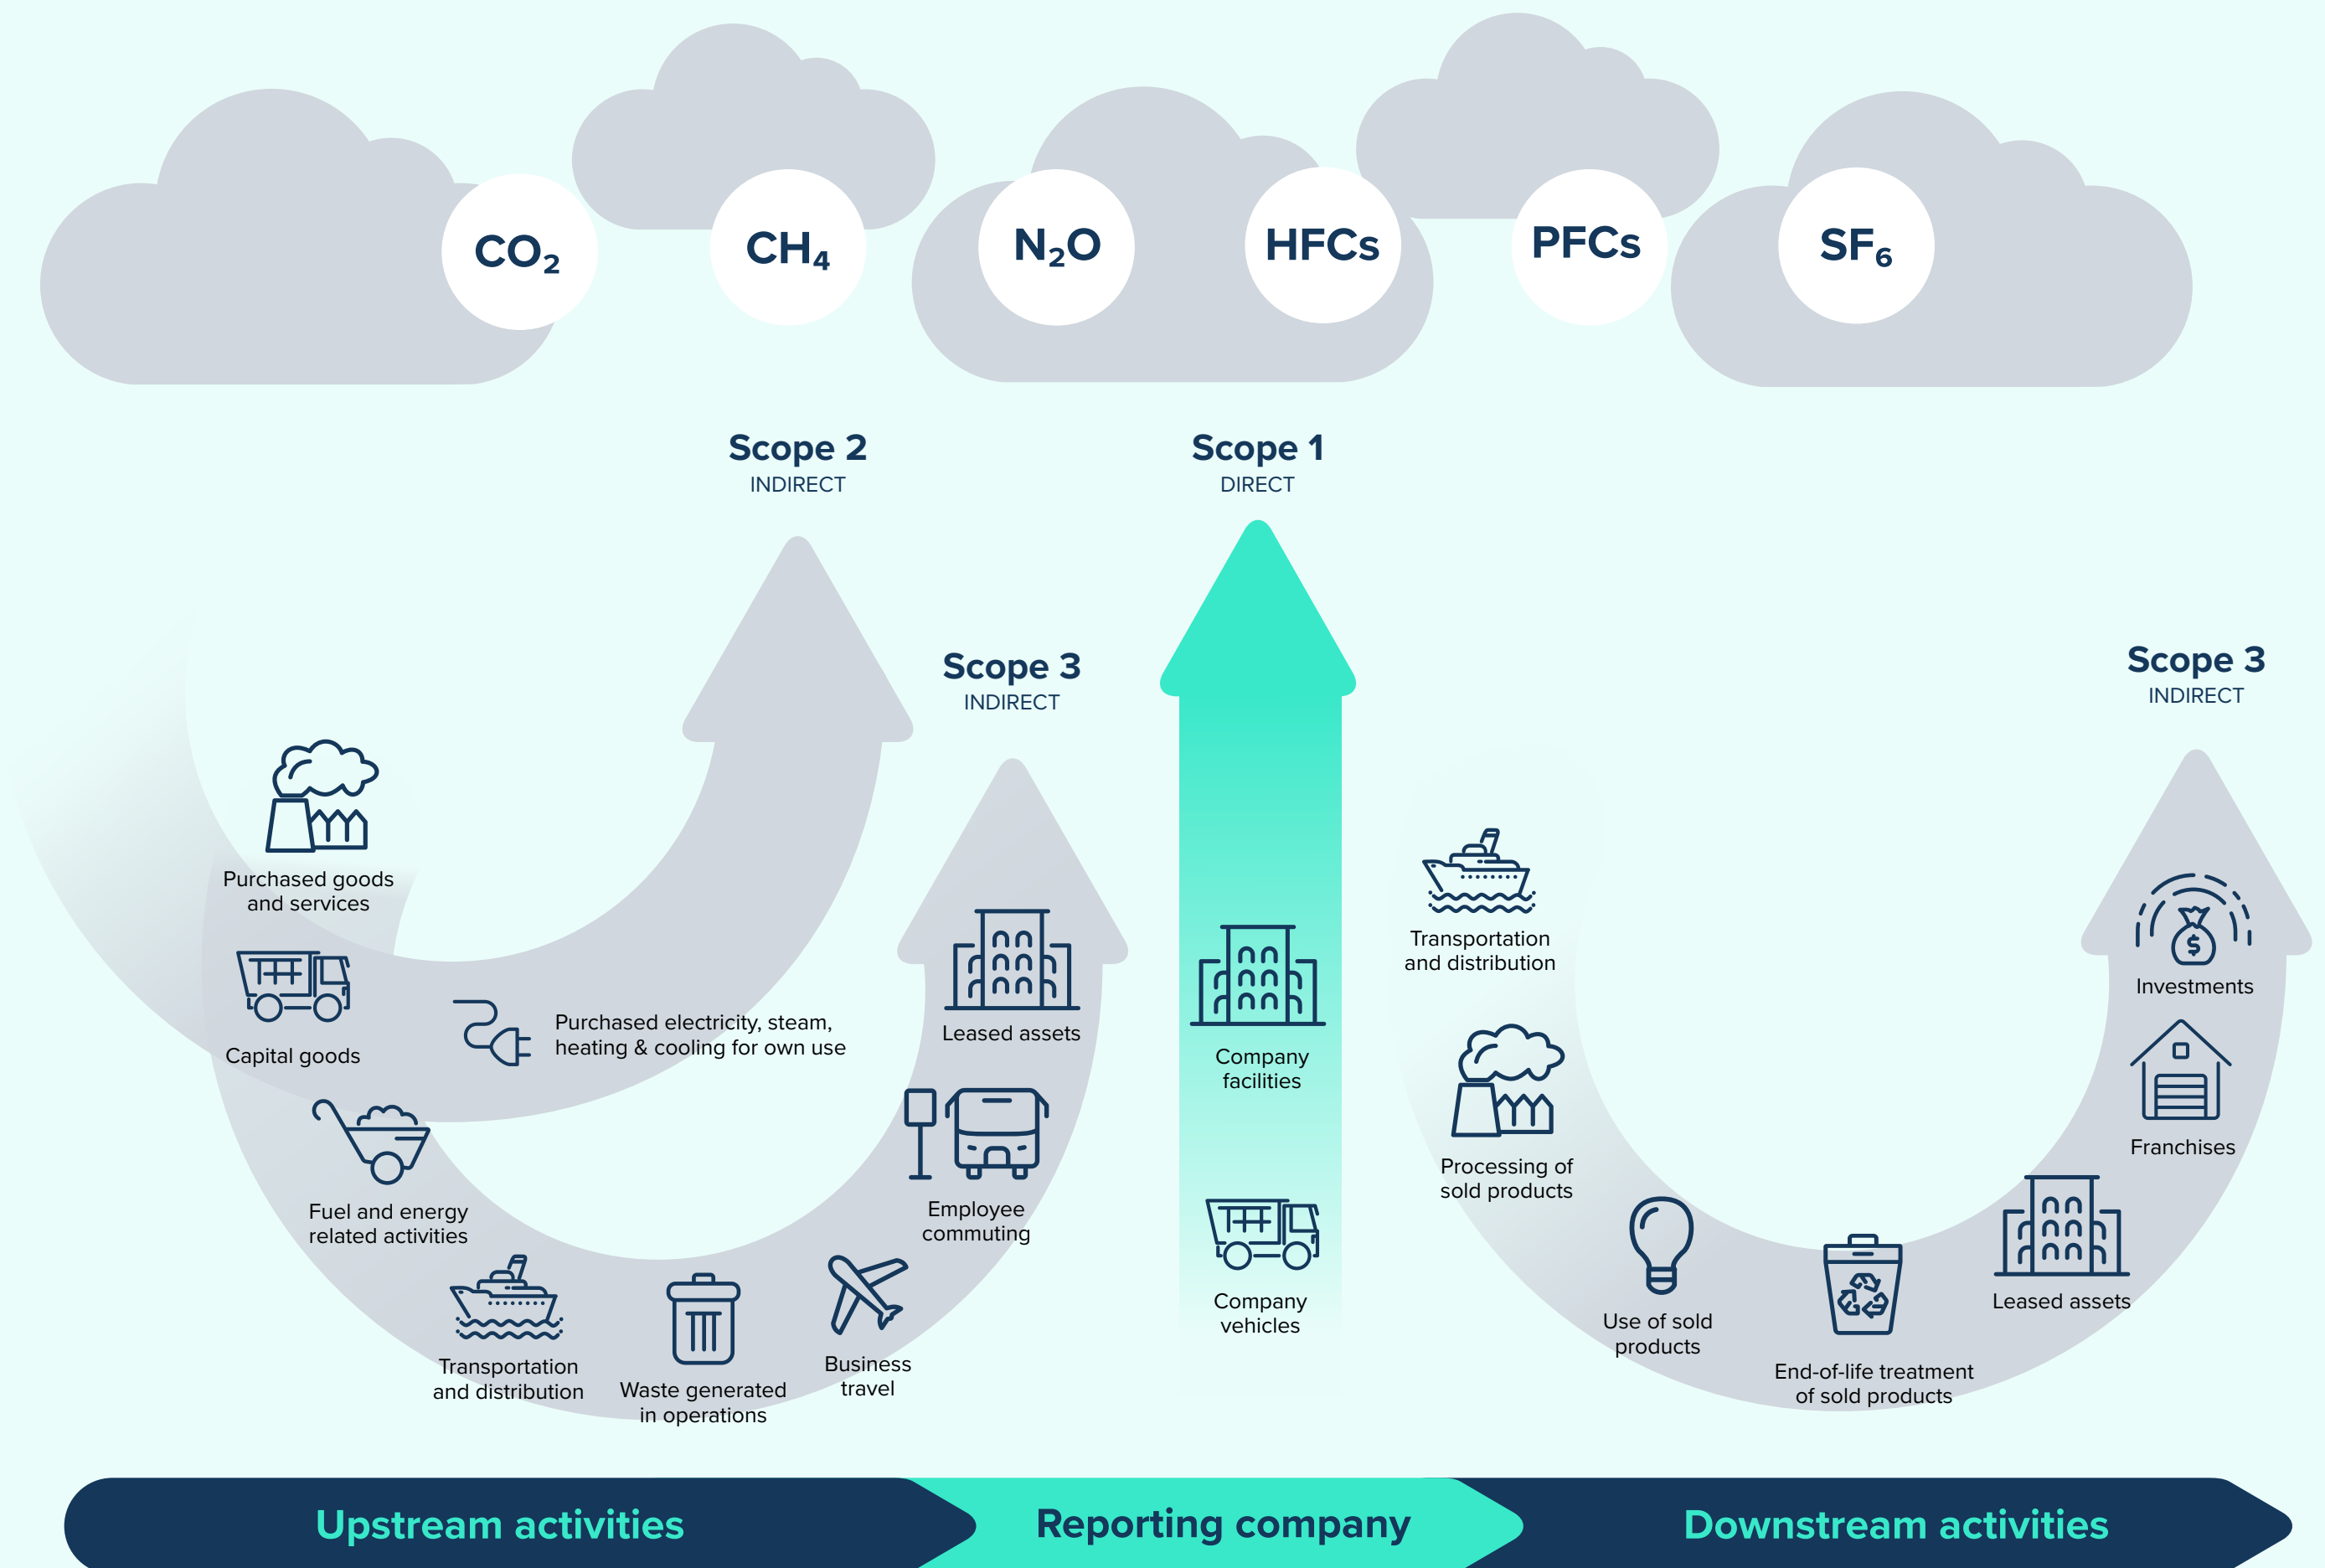 CO₂
CH₄
N₂O
HFCs
PFCs
SF₆
Scope 2
INDIRECT
Scope 1
DIRECT
Scope 3
INDIRECT
Scope 3
INDIRECT
Purchased goods
and services
Capital goods
Purchased electricity, steam,
heating & cooling for own use
Fuel and energy
related activities
Transportation
and distribution
Waste generated
in operations
Business
travel
Employee
commuting
Leased assets
Company
facilities
Company
vehicles
Transportation
and distribution
Processing of
sold products
Use of sold
products
End-of-life treatment
of sold products
Leased assets
Franchises
$
Investments
Upstream activities
Reporting company
Downstream activities